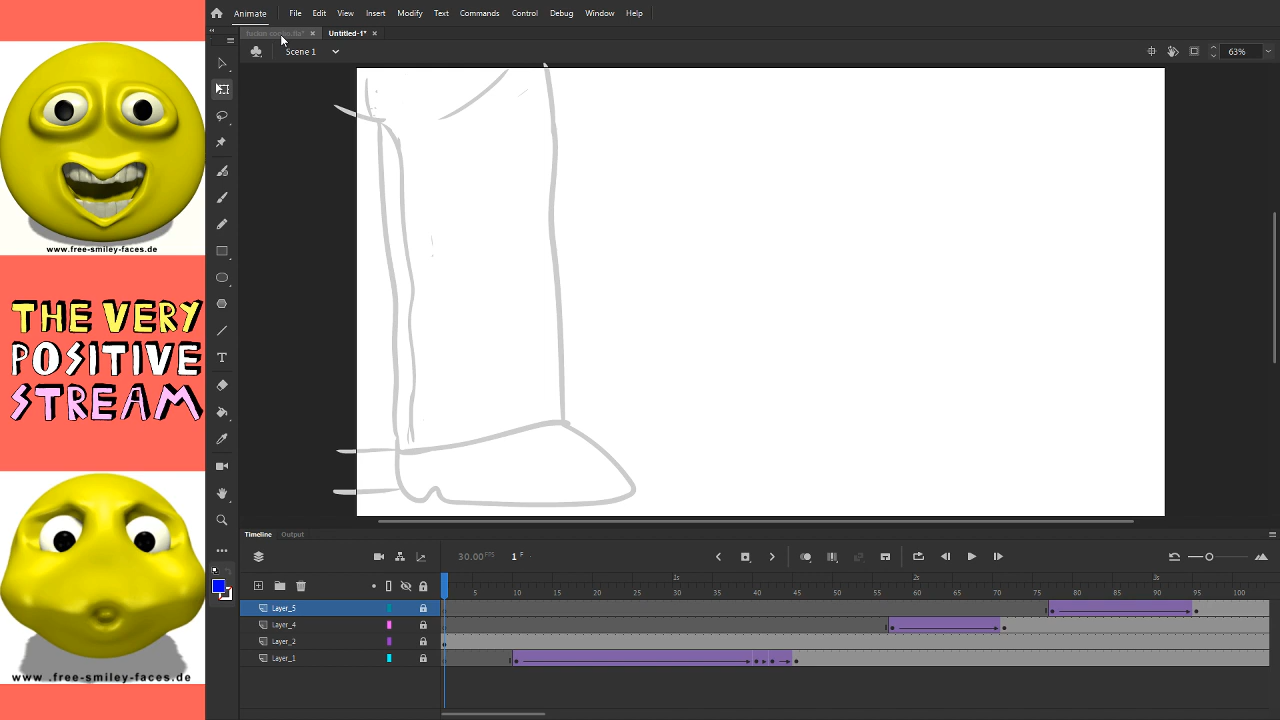 Animate File Edit View Insert Modify Text Commands Control Debug Window Help
Untitled-1*
Scene 1
63%
www.free-smiley-faces.de
THE VERY
POSITIVE
STREAM
www .free-smiley-faces.de
T
Timeline Output
30.00 FPS 1 F
1s 2s 3s
5 10 15 20 25 30 35 40 45 50 55 60 65 70 75 80 85 90 95 100
Layer_5
Layer_4
Layer_2
Layer_1